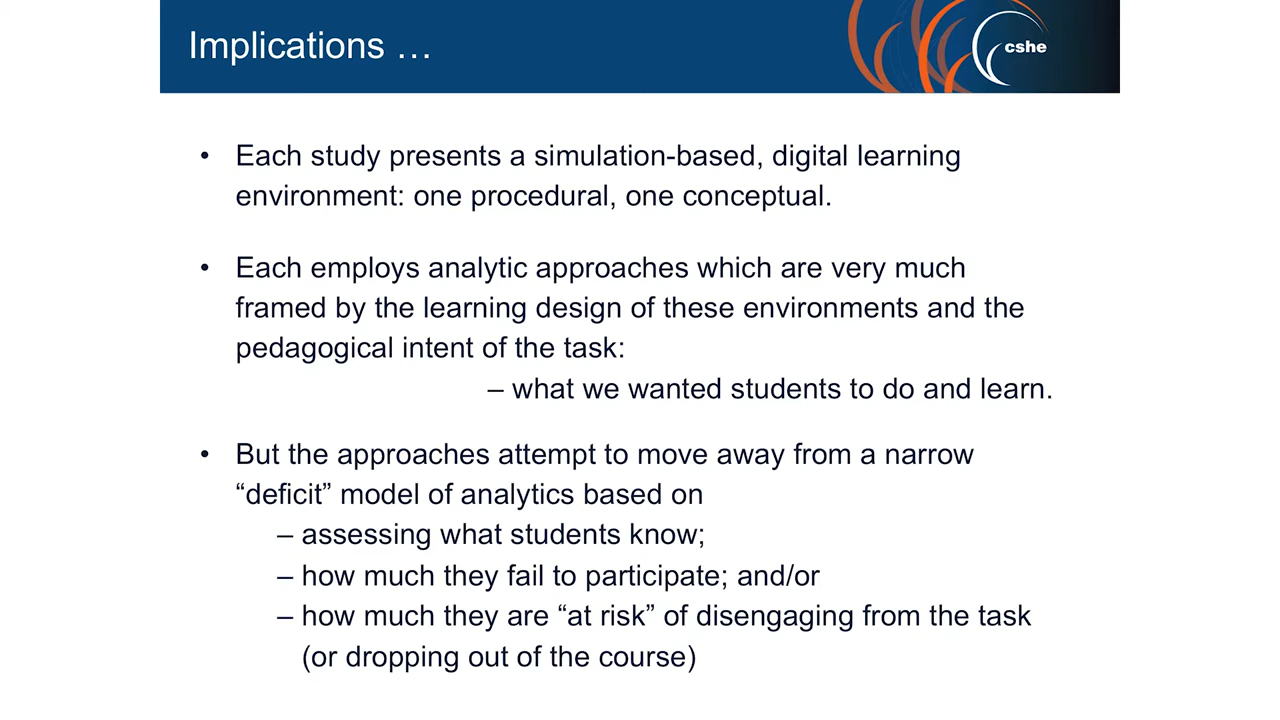 Implications …
cshe
• Each study presents a simulation-based, digital learning
environment: one procedural, one conceptual.
• Each employs analytic approaches which are very much
framed by the learning design of these environments and the
pedagogical intent of the task:
– what we wanted students to do and learn.
• But the approaches attempt to move away from a narrow
“deficit” model of analytics based on
– assessing what students know;
– how much they fail to participate; and/or
– how much they are “at risk” of disengaging from the task
(or dropping out of the course)